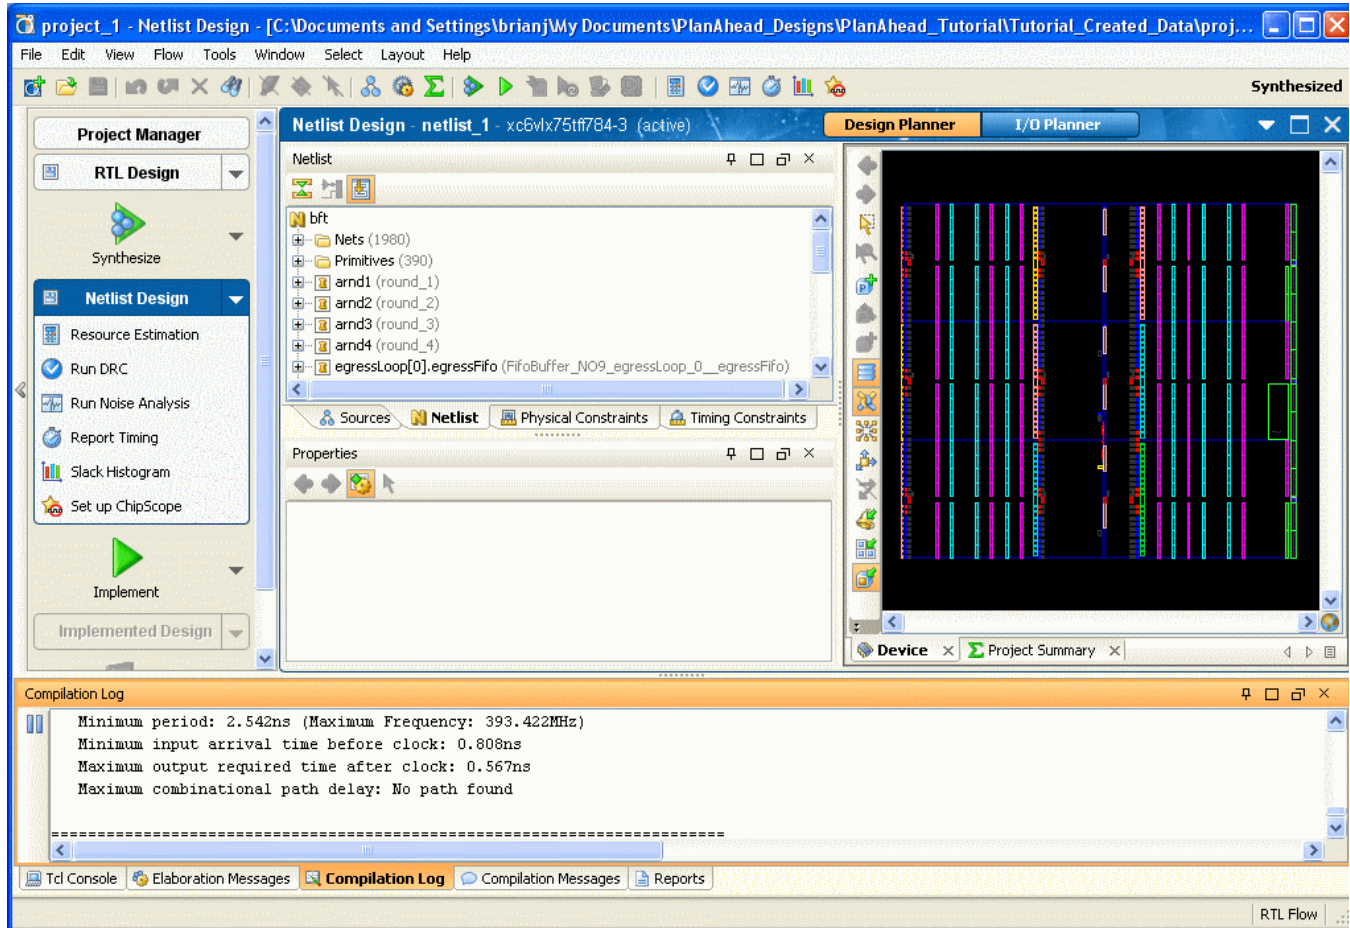 project_1 - Netlist Design - [C:\Documents and Settings\brianj\My Documents\PlanAhead_Designs\PlanAhead_Tutorial\Tutorial_Created_Data\proj...
File Edit View Flow Tools Window Select Layout Help
Synthesized
Project Manager
RTL Design
Synthesize
Netlist Design
Resource Estimation
Run DRC
Run Noise Analysis
Report Timing
Slack Histogram
Set up ChipScope
Implement
Implemented Design
Netlist Design - netlist_1 - xc6vlx75tff784-3 (active)
Design Planner I/O Planner
Netlist
bft
Nets (1980)
Primitives (390)
arnd1 (round_1)
arnd2 (round_2)
arnd3 (round_3)
arnd4 (round_4)
egressLoop[0].egressFifo (FifoBuffer_NO9_egressLoop_0__egressFifo)
Sources Netlist Physical Constraints Timing Constraints
Properties
Device Project Summary
Compilation Log
Minimum period: 2.542ns (Maximum Frequency: 393.422MHz)
Minimum input arrival time before clock: 0.808ns
Maximum output required time after clock: 0.567ns
Maximum combinational path delay: No path found
=========================================================================
Tcl Console Elaboration Messages Compilation Log Compilation Messages Reports
RTL Flow